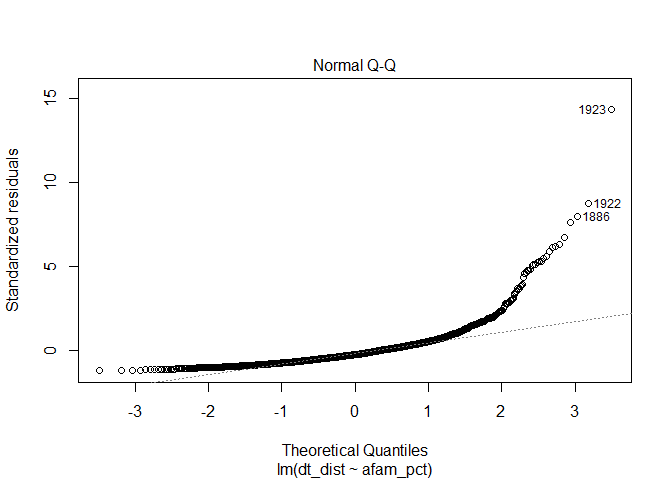 Normal Q-Q
Standardized residuals
15
10
5
0
1923
1922
1886
-3 -2 -1 0 1 2 3
Theoretical Quantiles
lm(dt_dist ~ afam_pct)